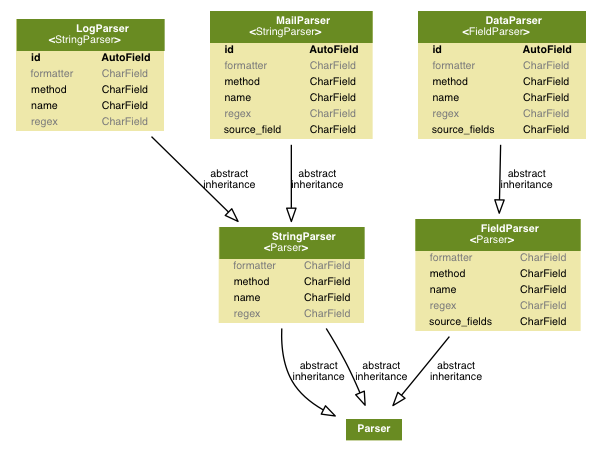 LogParser
<StringParser>
id AutoField
formatter CharField
method CharField
name CharField
regex CharField
MailParser
<StringParser>
id AutoField
formatter CharField
method CharField
name CharField
regex CharField
source_field CharField
DataParser
<FieldParser>
id AutoField
formatter CharField
method CharField
name CharField
regex CharField
source_fields CharField
abstract
inheritance
abstract
inheritance
abstract
inheritance
StringParser
<Parser>
formatter CharField
method CharField
name CharField
regex CharField
FieldParser
<Parser>
formatter CharField
method CharField
name CharField
regex CharField
source_fields CharField
abstract
inheritance
abstract
inheritance
abstract
inheritance
Parser